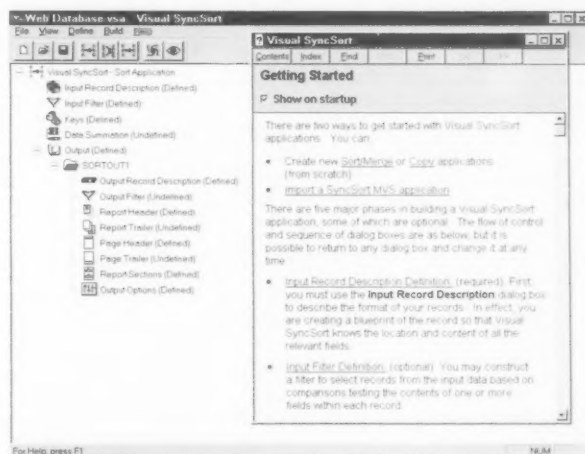 Web Database vsa Visual SyncSort
File View Define Build Help
Visual SyncSort - Sort Application
Input Record Description (Defined)
Input Filter (Defined)
Keys (Defined)
Data Summation (Undefined)
Output (Defined)
SORTOUT1
Output Record Description (Defined)
Output Filter (Undefined)
Report Header (Defined)
Report Trailer (Undefined)
Page Header (Defined)
Page Trailer (Undefined)
Report Sections (Defined)
Output Options (Defined)
For Help, press F1
NUM
? Visual SyncSort
Contents Index Find Print << >>
Getting Started
Show on startup
There are two ways to get started with Visual SyncSort
applications. You can
• Create new Sort/Merge or Copy applications
(from scratch)
• Import a SyncSort MVS application
There are five major phases in building a Visual SyncSort
application, some of which are optional. The flow of control
and sequence of dialog boxes are as below, but it is
possible to return to any dialog box and change it at any
time
• Input Record Description Definition. (required). First,
you must use the Input Record Description dialog box
to describe the format of your records. In effect, you
are creating a blueprint of the record so that Visual
SyncSort knows the location and content of all the
relevant fields.
• Input Filter Definition. (optional). You may construct
a filter to select records from the input data based on
comparisons testing the contents of one or more
fields within each record.